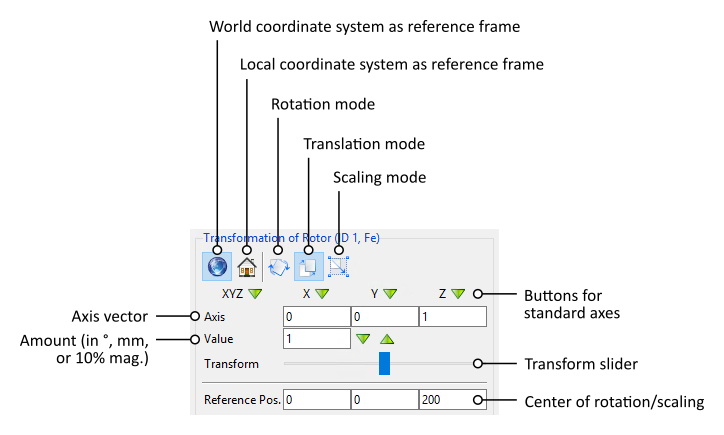 World coordinate system as reference frame
Local coordinate system as reference frame
Rotation mode
Translation mode
Scaling mode
Transformation of Rotor (ID 1, Fe)
XYZ X Y Z
Buttons for
standard axes
Axis vector
Axis 0 0 1
Amount (in °, mm,
or 10% mag.)
Value 1
Transform
Transform slider
Reference Pos. 0 0 200
Center of rotation/scaling